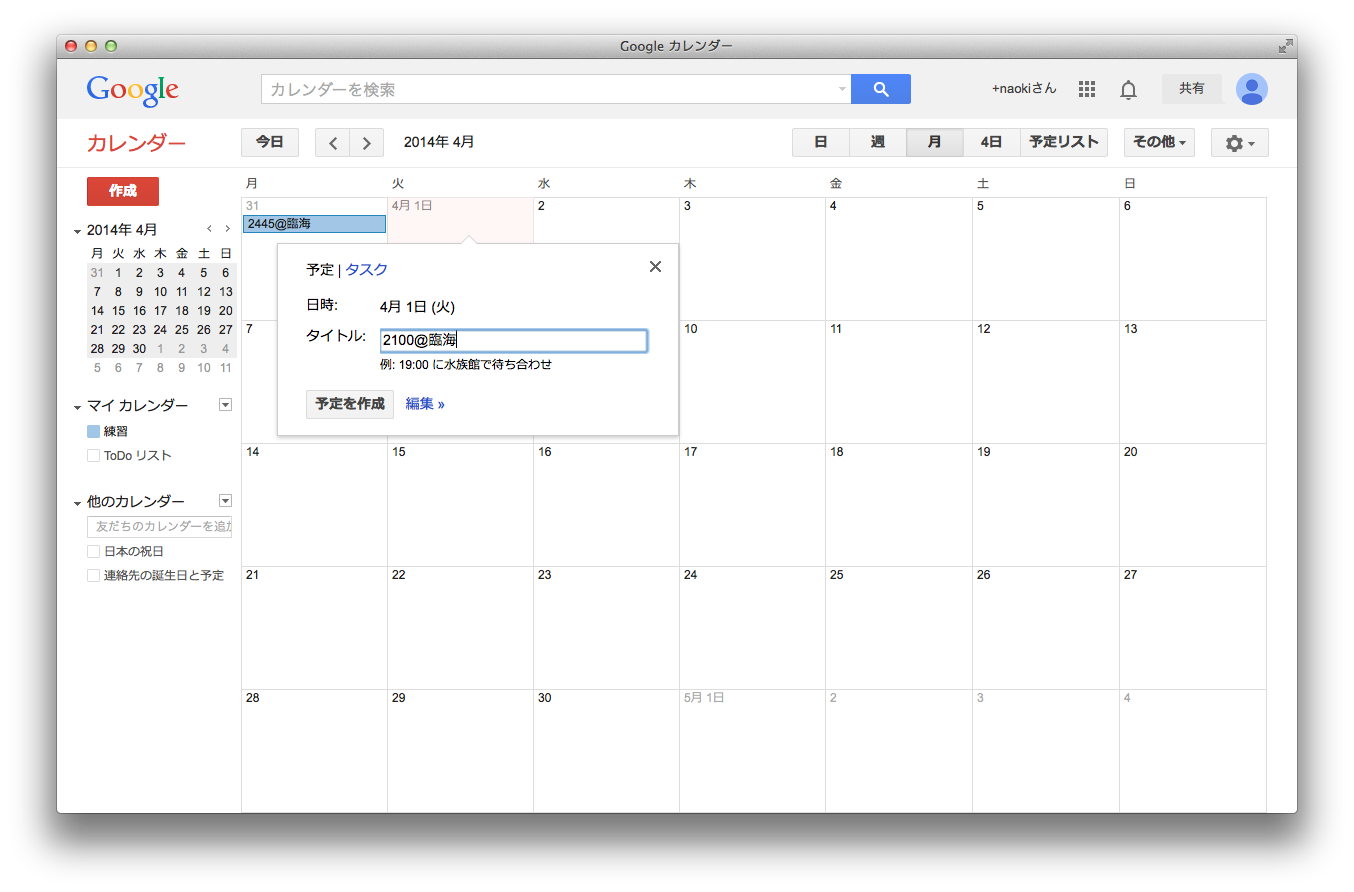 Google カレンダー
Google カレンダーを検索 +naokiさん 共有
カレンダー 今日 2014年 4月 日 週 月 4日 予定リスト その他
作成
2014年 4月
月 火 水 木 金 土 日
31 1 2 3 4 5 6
7 8 9 10 11 12 13
14 15 16 17 18 19 20
21 22 23 24 25 26 27
28 29 30 1 2 3 4
5 6 7 8 9 10 11
マイ カレンダー
練習
ToDo リスト
他のカレンダー
友だちのカレンダーを追加
日本の祝日
連絡先の誕生日と予定
月 火 水 木 金 土 日
31 4月 1日 2 3 4 5 6
2445@臨海
予定 | タスク
日時: 4月 1日 (火)
タイトル: 2100@臨海
例: 19:00 に水族館で待ち合わせ
予定を作成 編集 »
7 10 11 12 13
14 15 16 17 18 19 20
21 22 23 24 25 26 27
28 29 30 5月 1日 2 3 4